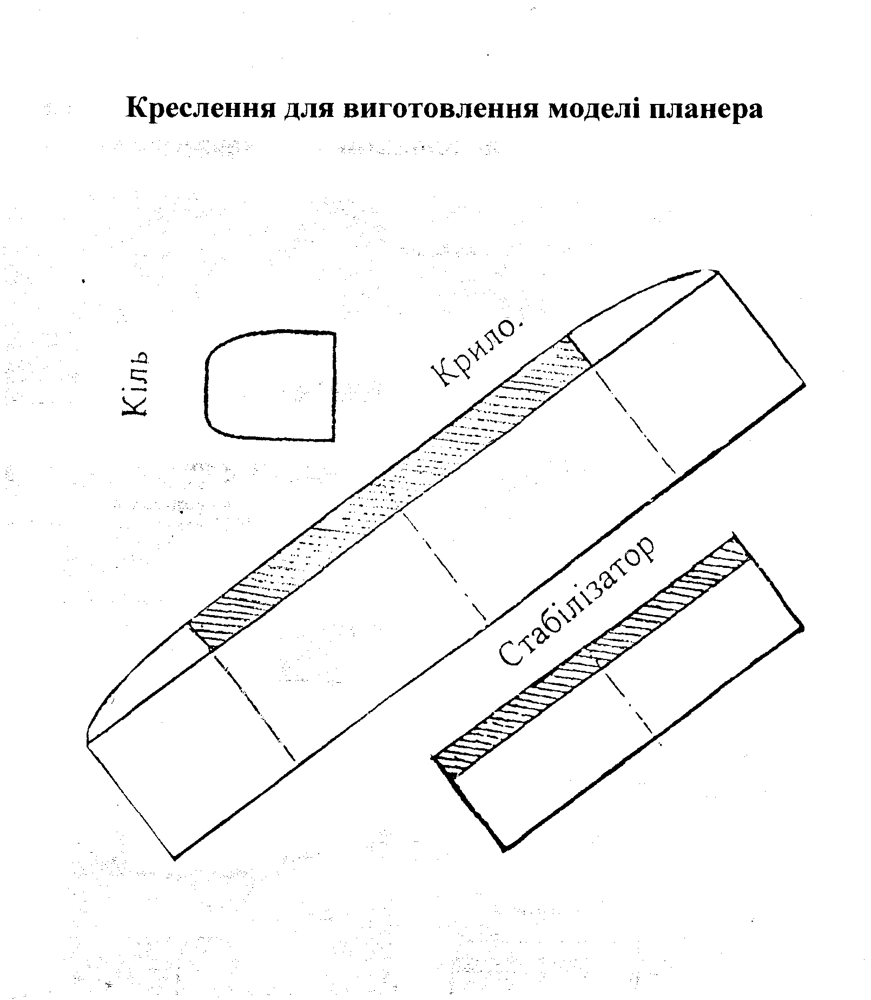 Креслення для виготовлення моделі планера
Кіль
Крило.
Стабілізатор